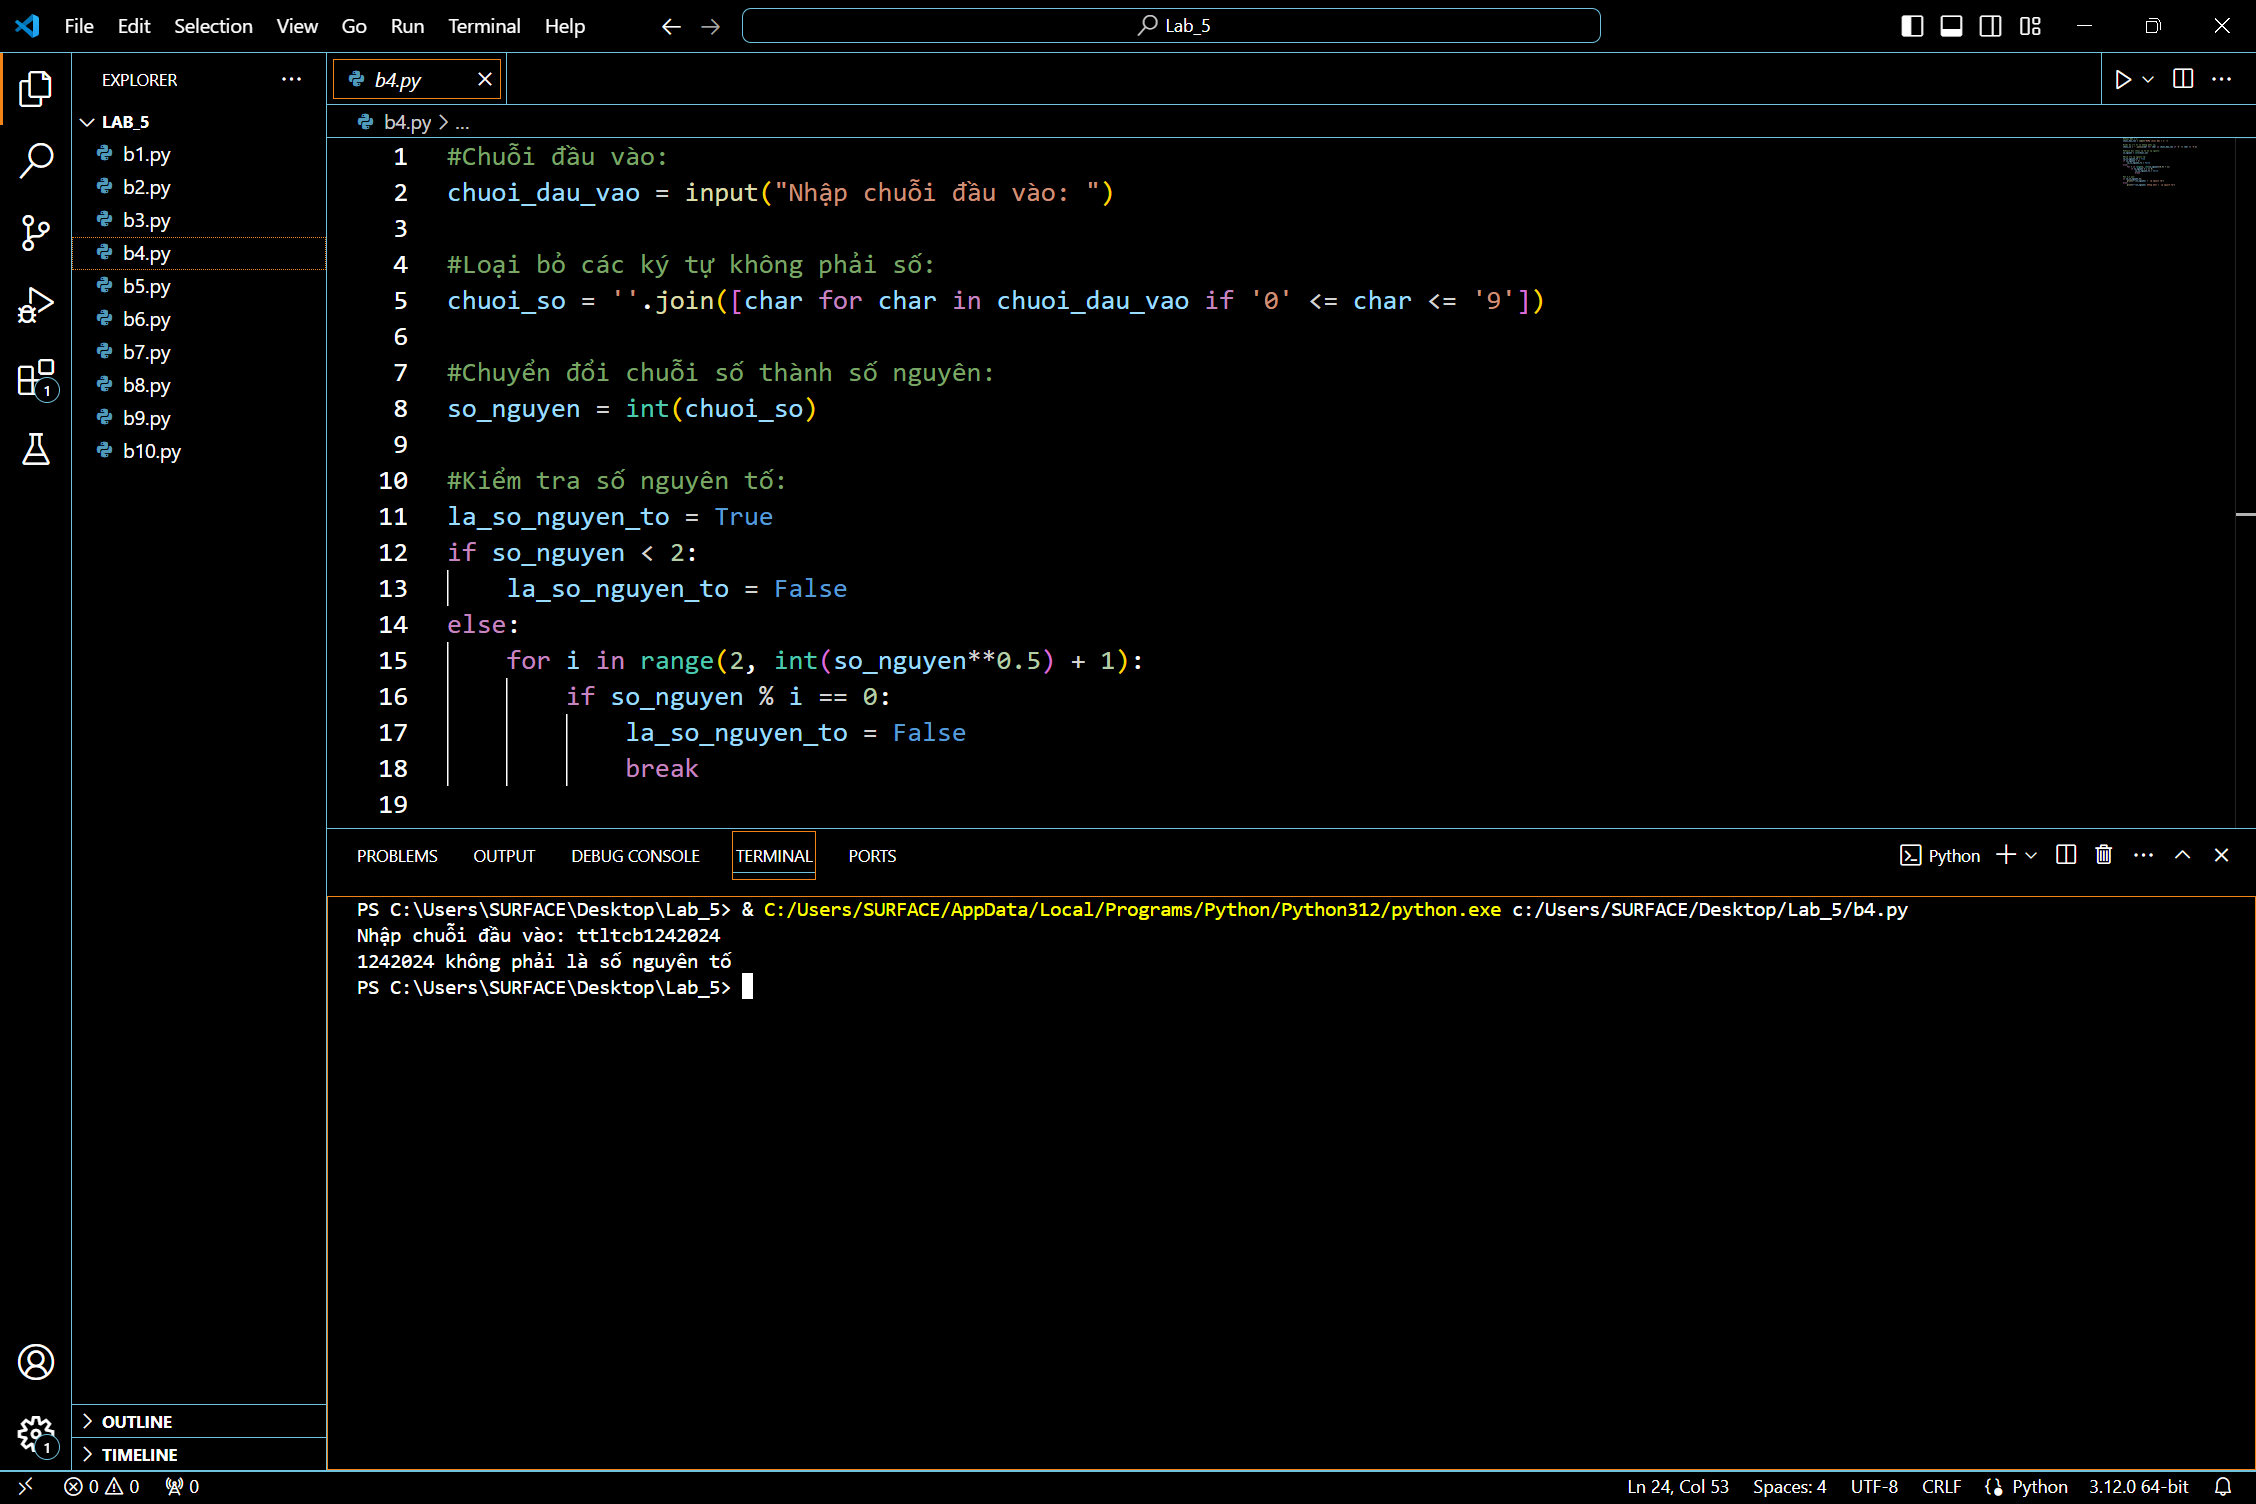 File Edit Selection View Go Run Terminal Help
Lab_5
EXPLORER
LAB_5
b1.py
b2.py
b3.py
b4.py
b5.py
b6.py
b7.py
b8.py
b9.py
b10.py
OUTLINE
TIMELINE
1
1
b4.py
b4.py > ...
1 #Chuỗi đầu vào:
2 chuoi_dau_vao = input("Nhập chuỗi đầu vào: ")
3
4 #Loại bỏ các ký tự không phải số:
5 chuoi_so = ''.join([char for char in chuoi_dau_vao if '0' <= char <= '9'])
6
7 #Chuyển đổi chuỗi số thành số nguyên:
8 so_nguyen = int(chuoi_so)
9
10 #Kiểm tra số nguyên tố:
11 la_so_nguyen_to = True
12 if so_nguyen < 2:
13     la_so_nguyen_to = False
14 else:
15     for i in range(2, int(so_nguyen**0.5) + 1):
16         if so_nguyen % i == 0:
17             la_so_nguyen_to = False
18             break
19
PROBLEMS OUTPUT DEBUG CONSOLE TERMINAL PORTS
Python
PS C:\Users\SURFACE\Desktop\Lab_5> & C:/Users/SURFACE/AppData/Local/Programs/Python/Python312/python.exe c:/Users/SURFACE/Desktop/Lab_5/b4.py
Nhập chuỗi đầu vào: ttltcb1242024
1242024 không phải là số nguyên tố
PS C:\Users\SURFACE\Desktop\Lab_5>
0 0 0
Ln 24, Col 53 Spaces: 4 UTF-8 CRLF Python 3.12.0 64-bit